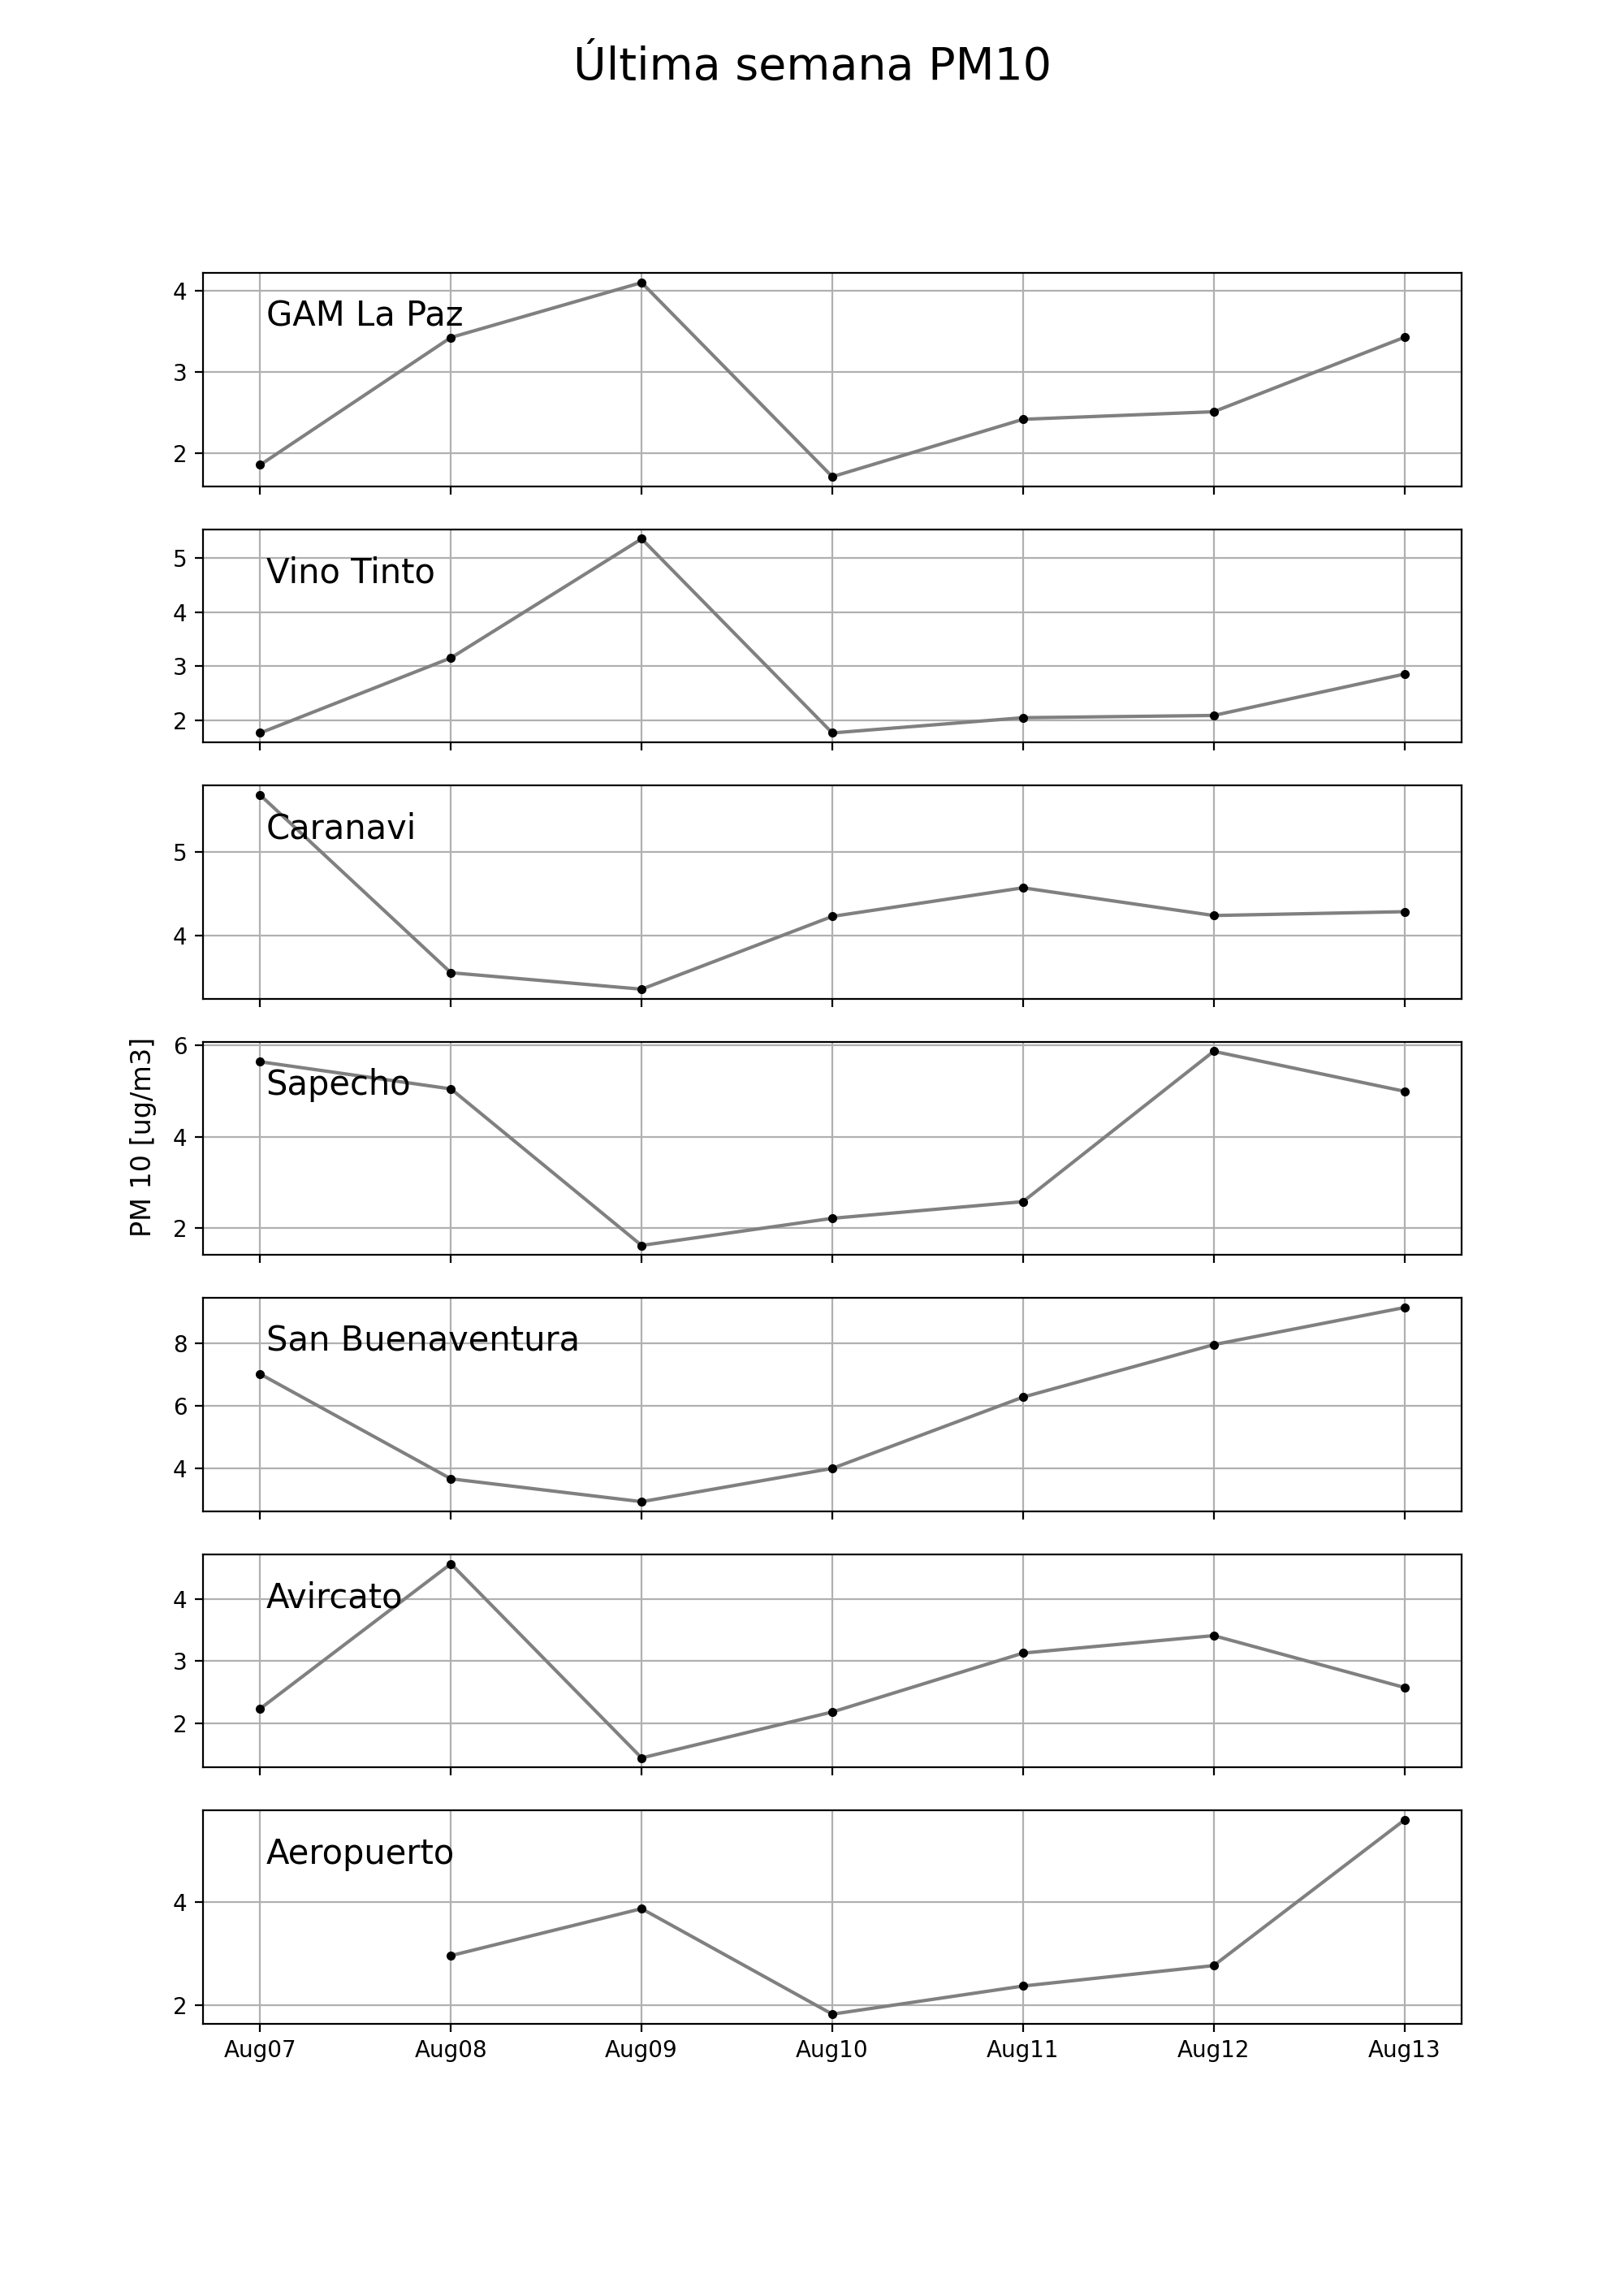 Última semana PM10
4
GAM La Paz
3
2
5
Vino Tinto
4
3
2
Caranavi
5
4
PM 10 [ug/m3]
6
Sapecho
4
2
8
San Buenaventura
6
4
4
Avircato
3
2
Aeropuerto
4
2
Aug07 Aug08 Aug09 Aug10 Aug11 Aug12 Aug13